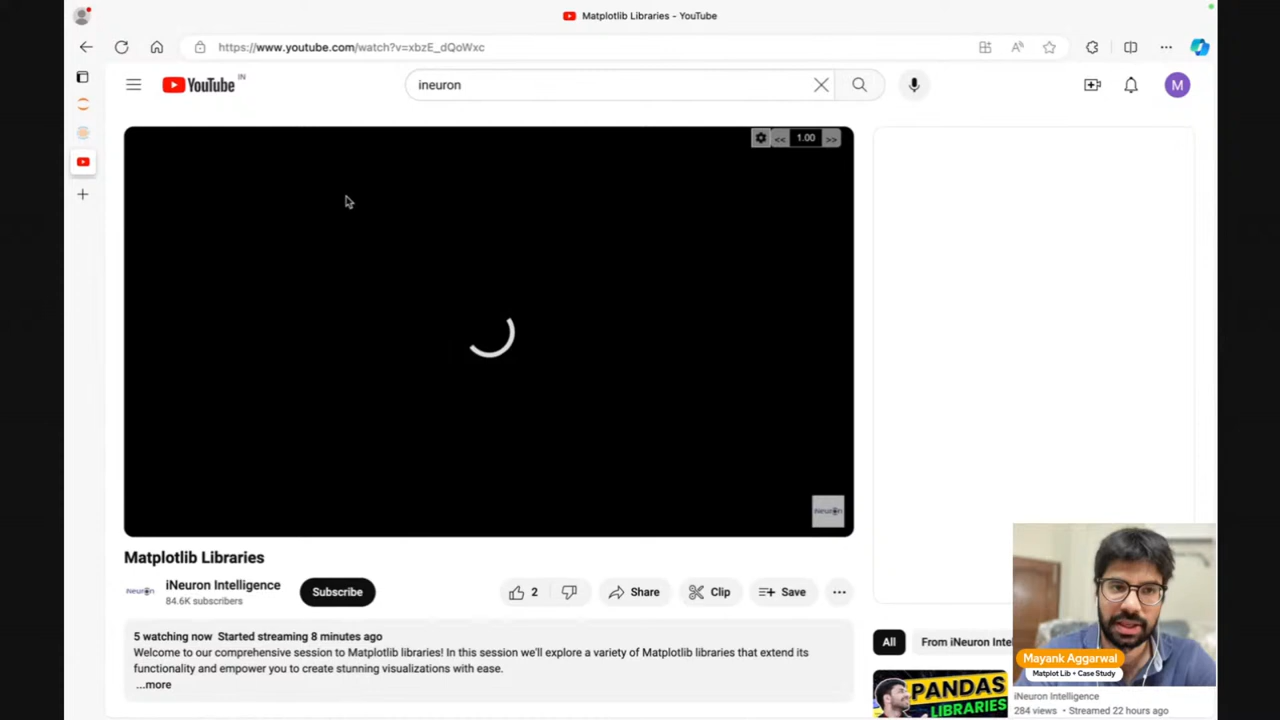 Matplotlib Libraries - YouTube
https://www.youtube.com/watch?v=xbzE_dQoWxc
YouTube IN
ineuron
M
<< 1.00 >>
iNeuron
Matplotlib Libraries
iNeuron Intelligence
84.6K subscribers
Subscribe
2
Share
Clip
Save
5 watching now Started streaming 8 minutes ago
Welcome to our comprehensive session to Matplotlib libraries! In this session we'll explore a variety of Matplotlib libraries that extend its
functionality and empower you to create stunning visualizations with ease.
...more
All
From iNeuron Inte
PANDAS
LIBRARIES
Mayank Aggarwal
Matplot Lib + Case Study
iNeuron Intelligence
284 views • Streamed 22 hours ago